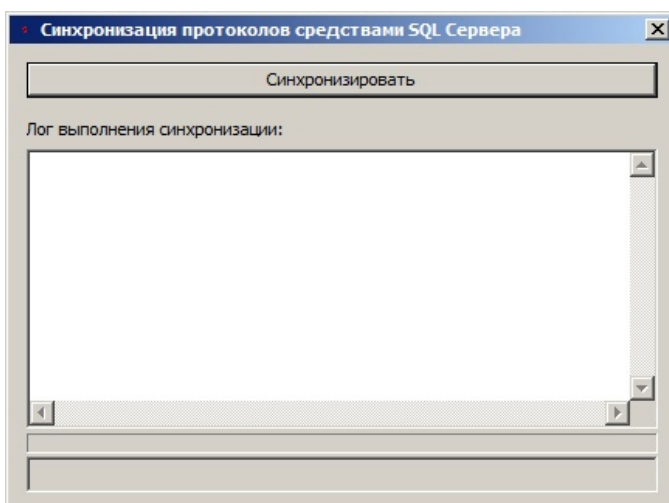 Синхронизация протоколов средствами SQL Сервера
Синхронизировать
Лог выполнения синхронизации: